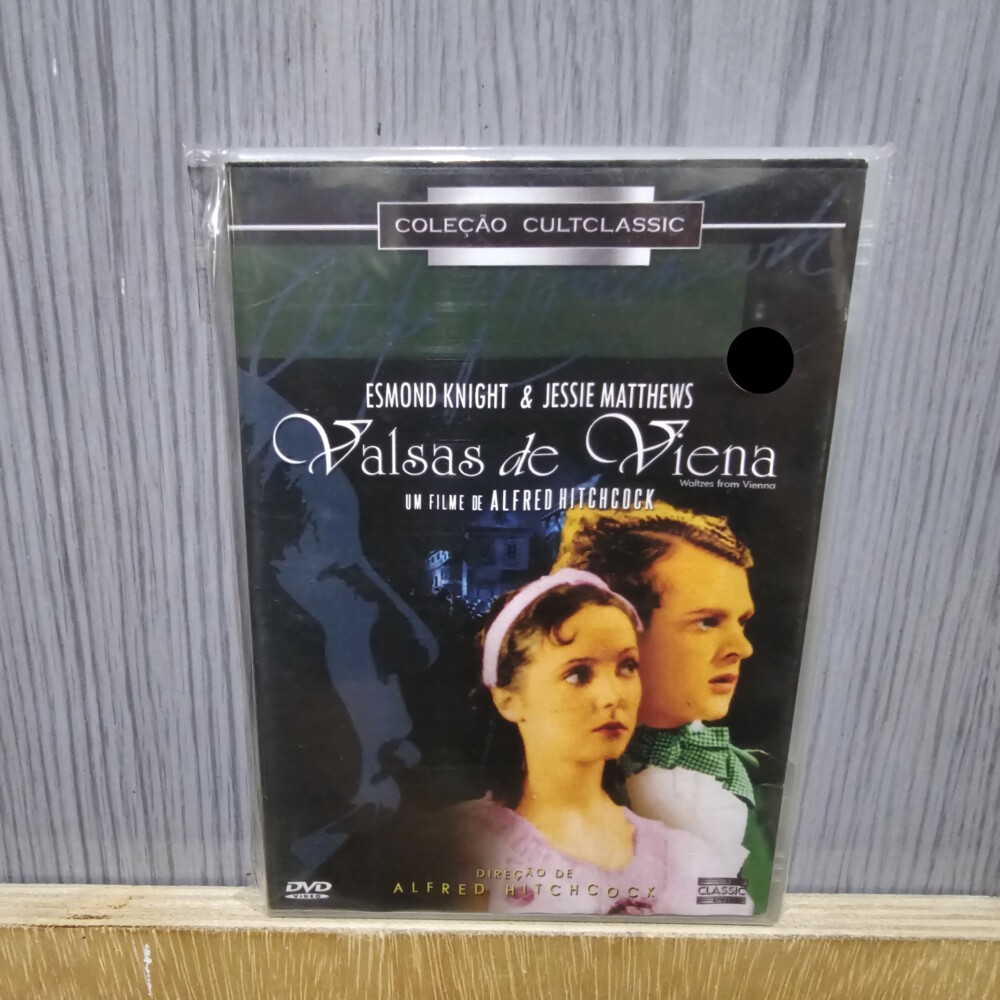 COLEÇÃO CULTCLASSIC
ESMOND KNIGHT & JESSIE MATTHEWS
Valsas de Viena
Waltzes from Vienna
UM FILME DE ALFRED HITCHCOCK
DIREÇÃO DE
ALFRED HITCHCOCK
DVD
VIDEO
CLASSIC